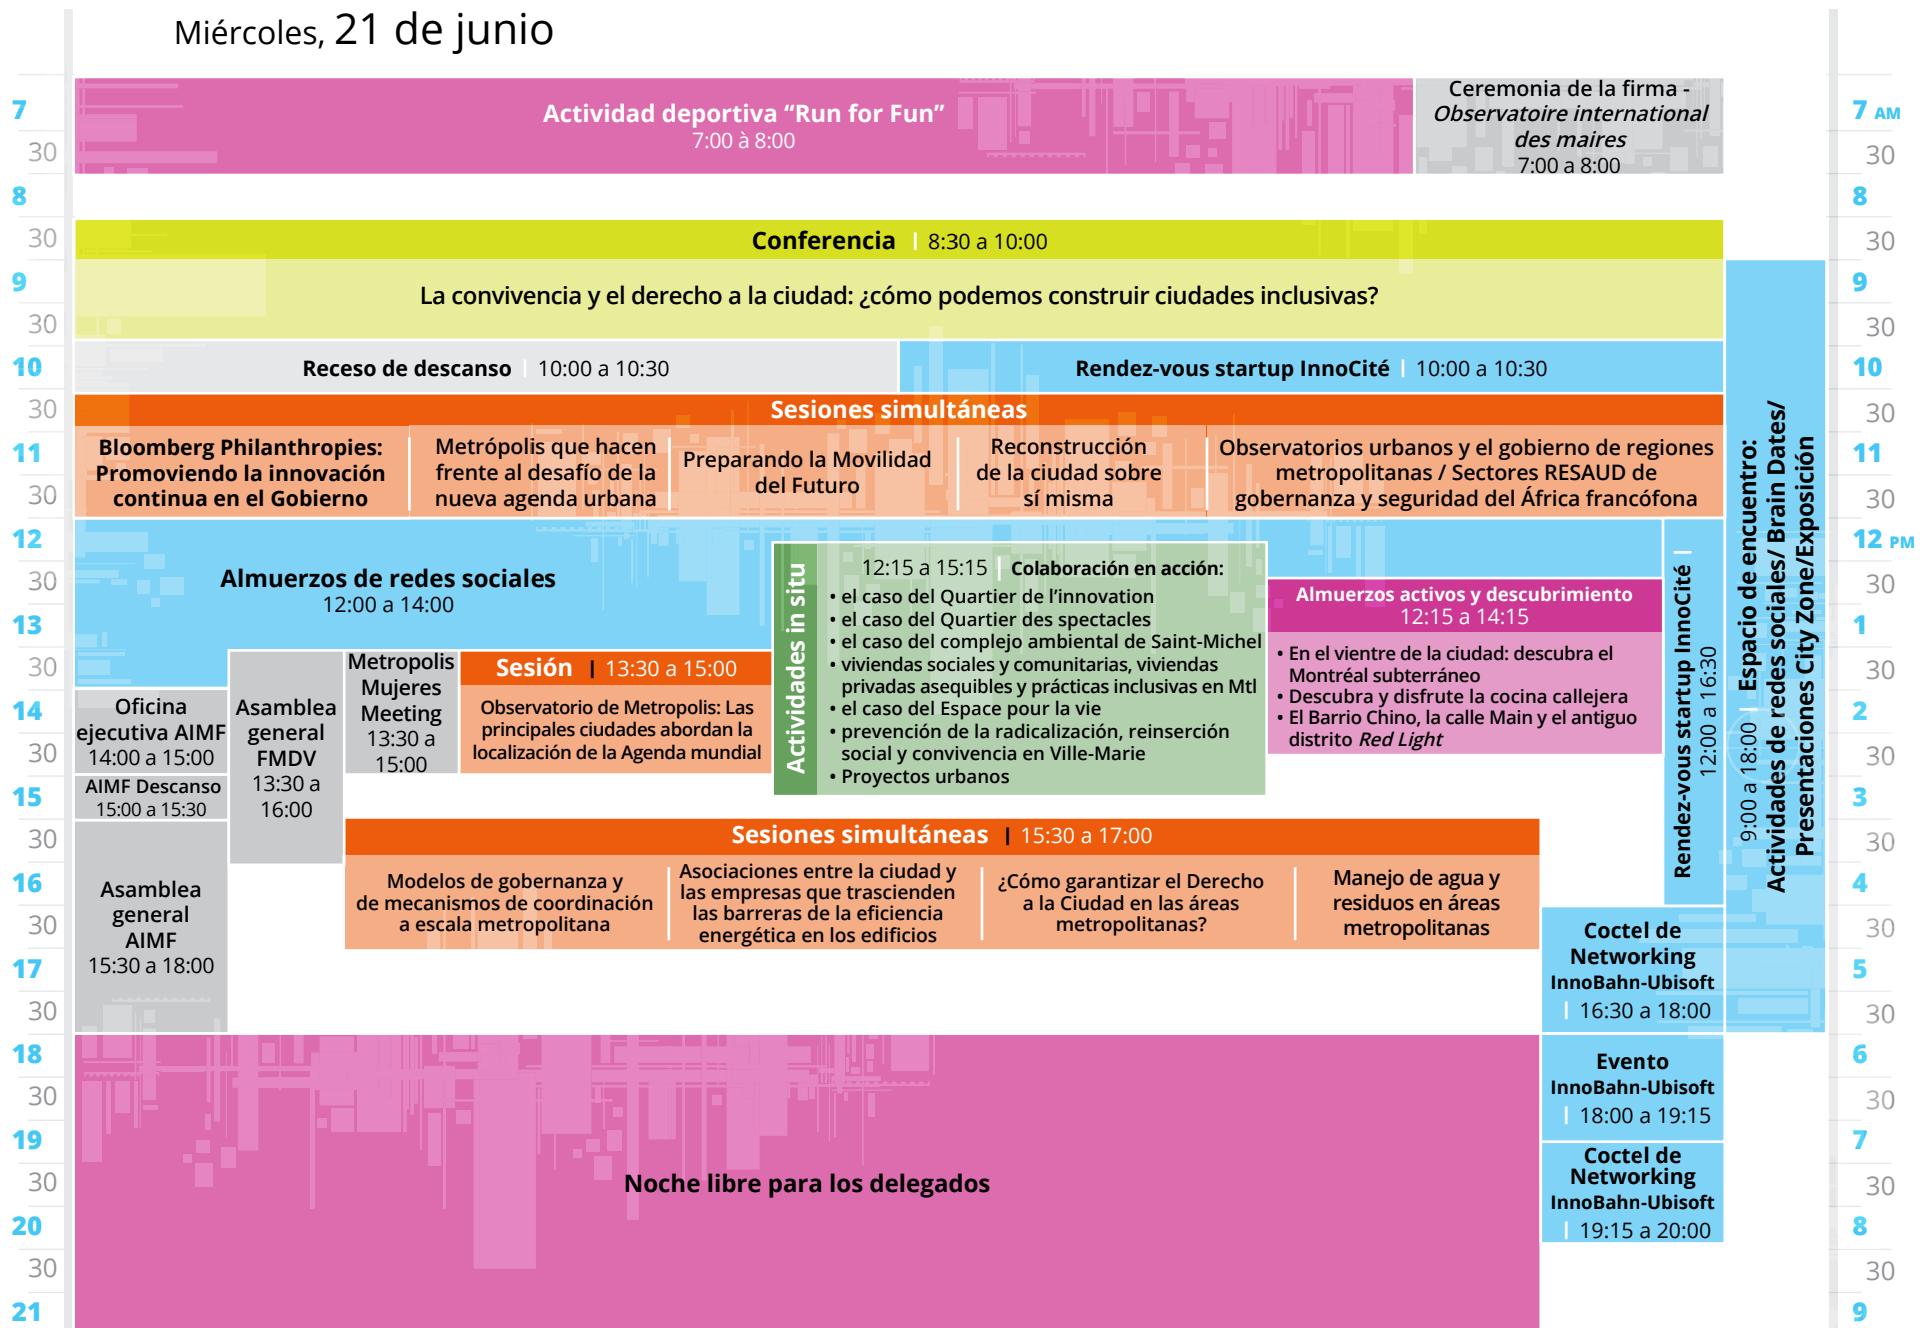 Miércoles, 21 de junio
7
30
8
30
9
30
10
30
11
30
12
30
13
30
14
30
15
30
16
30
17
30
18
30
19
30
20
30
21
Actividad deportiva “Run for Fun”
7:00 à 8:00
Ceremonia de la firma -
Observatoire international
des maires
7:00 a 8:00
Conferencia | 8:30 a 10:00
La convivencia y el derecho a la ciudad: ¿cómo podemos construir ciudades inclusivas?
Receso de descanso | 10:00 a 10:30
Rendez-vous startup InnoCité | 10:00 a 10:30
Sesiones simultáneas
Bloomberg Philanthropies:
Promoviendo la innovación
continua en el Gobierno
Metrópolis que hacen
frente al desafío de la
nueva agenda urbana
Preparando la Movilidad
del Futuro
Reconstrucción
de la ciudad sobre
sí misma
Observatorios urbanos y el gobierno de regiones
metropolitanas / Sectores RESAUD de
gobernanza y seguridad del África francófona
Almuerzos de redes sociales
12:00 a 14:00
Actividades in situ
12:15 a 15:15 | Colaboración en acción:
• el caso del Quartier de l’innovation
• el caso del Quartier des spectacles
• el caso del complejo ambiental de Saint-Michel
• viviendas sociales y comunitarias, viviendas
privadas asequibles y prácticas inclusivas en Mtl
• el caso del Espace pour la vie
• prevención de la radicalización, reinserción
social y convivencia en Ville-Marie
• Proyectos urbanos
Almuerzos activos y descubrimiento
12:15 a 14:15
• En el vientre de la ciudad: descubra el
Montréal subterráneo
• Descubra y disfrute la cocina callejera
• El Barrio Chino, la calle Main y el antiguo
distrito Red Light
Rendez-vous startup InnoCité |
12:00 a 16:30
9:00 a 18:00 | Espacio de encuentro:
Actividades de redes sociales/ Brain Dates/
Presentaciones City Zone/Exposición
Oficina
ejecutiva AIMF
14:00 a 15:00
AIMF Descanso
15:00 a 15:30
Asamblea
general
AIMF
15:30 a 18:00
Asamblea
general
FMDV
13:30 a
16:00
Metropolis
Mujeres
Meeting
13:30 a
15:00
Sesión | 13:30 a 15:00
Observatorio de Metropolis: Las
principales ciudades abordan la
localización de la Agenda mundial
Sesiones simultáneas | 15:30 a 17:00
Modelos de gobernanza y
de mecanismos de coordinación
a escala metropolitana
Asociaciones entre la ciudad y
las empresas que trascienden
las barreras de la eficiencia
energética en los edificios
¿Cómo garantizar el Derecho
a la Ciudad en las áreas
metropolitanas?
Manejo de agua y
residuos en áreas
metropolitanas
Coctel de
Networking
InnoBahn-Ubisoft
| 16:30 a 18:00
Evento
InnoBahn-Ubisoft
| 18:00 a 19:15
Coctel de
Networking
InnoBahn-Ubisoft
| 19:15 a 20:00
Noche libre para los delegados
7 AM
30
8
30
9
30
10
30
11
30
12 PM
30
1
30
2
30
3
30
4
30
5
30
6
30
7
30
8
30
9